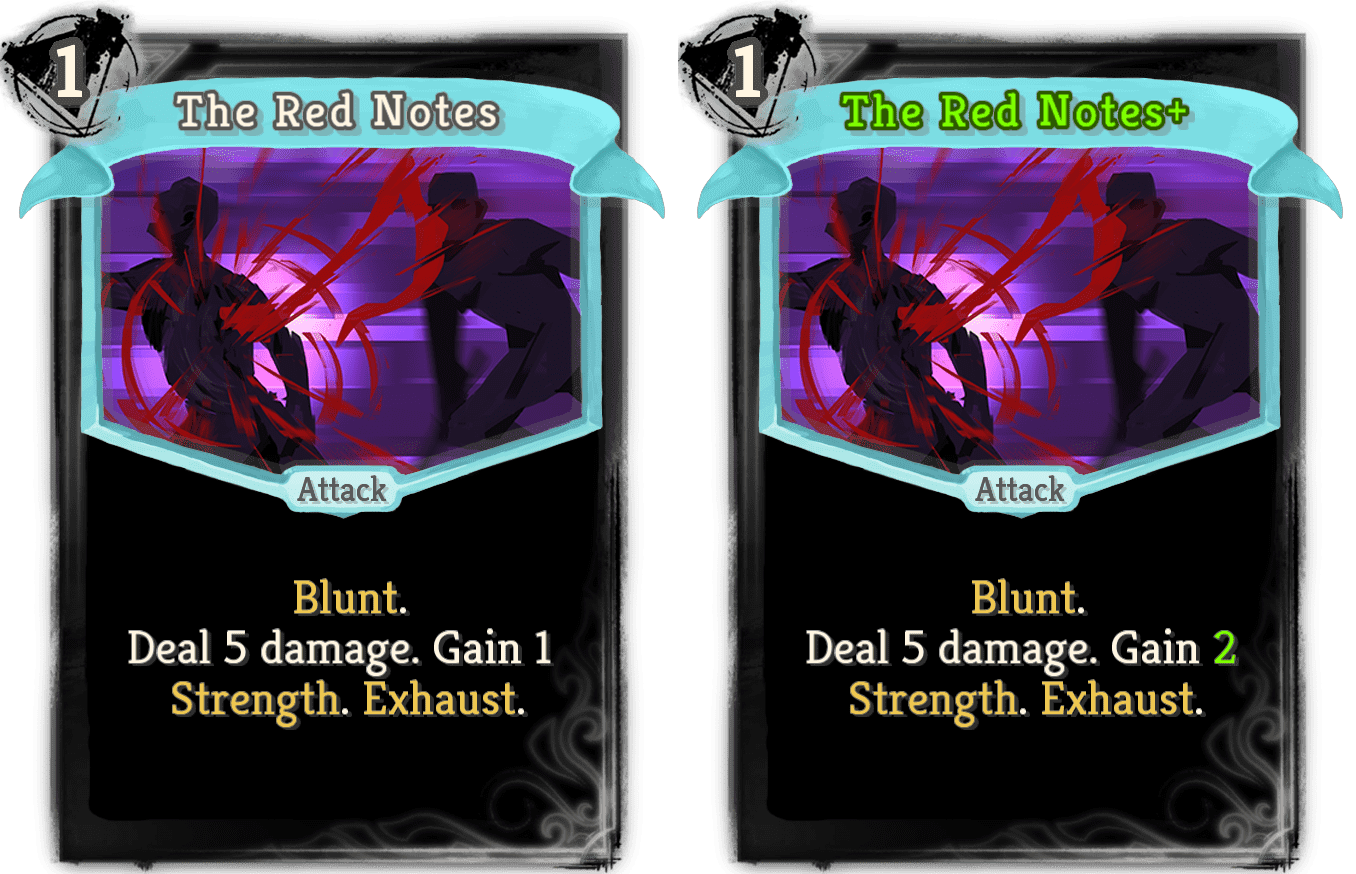 1
The Red Notes
Attack
Blunt.
Deal 5 damage. Gain 1
Strength. Exhaust.
1
The Red Notes+
Attack
Blunt.
Deal 5 damage. Gain 2
Strength. Exhaust.